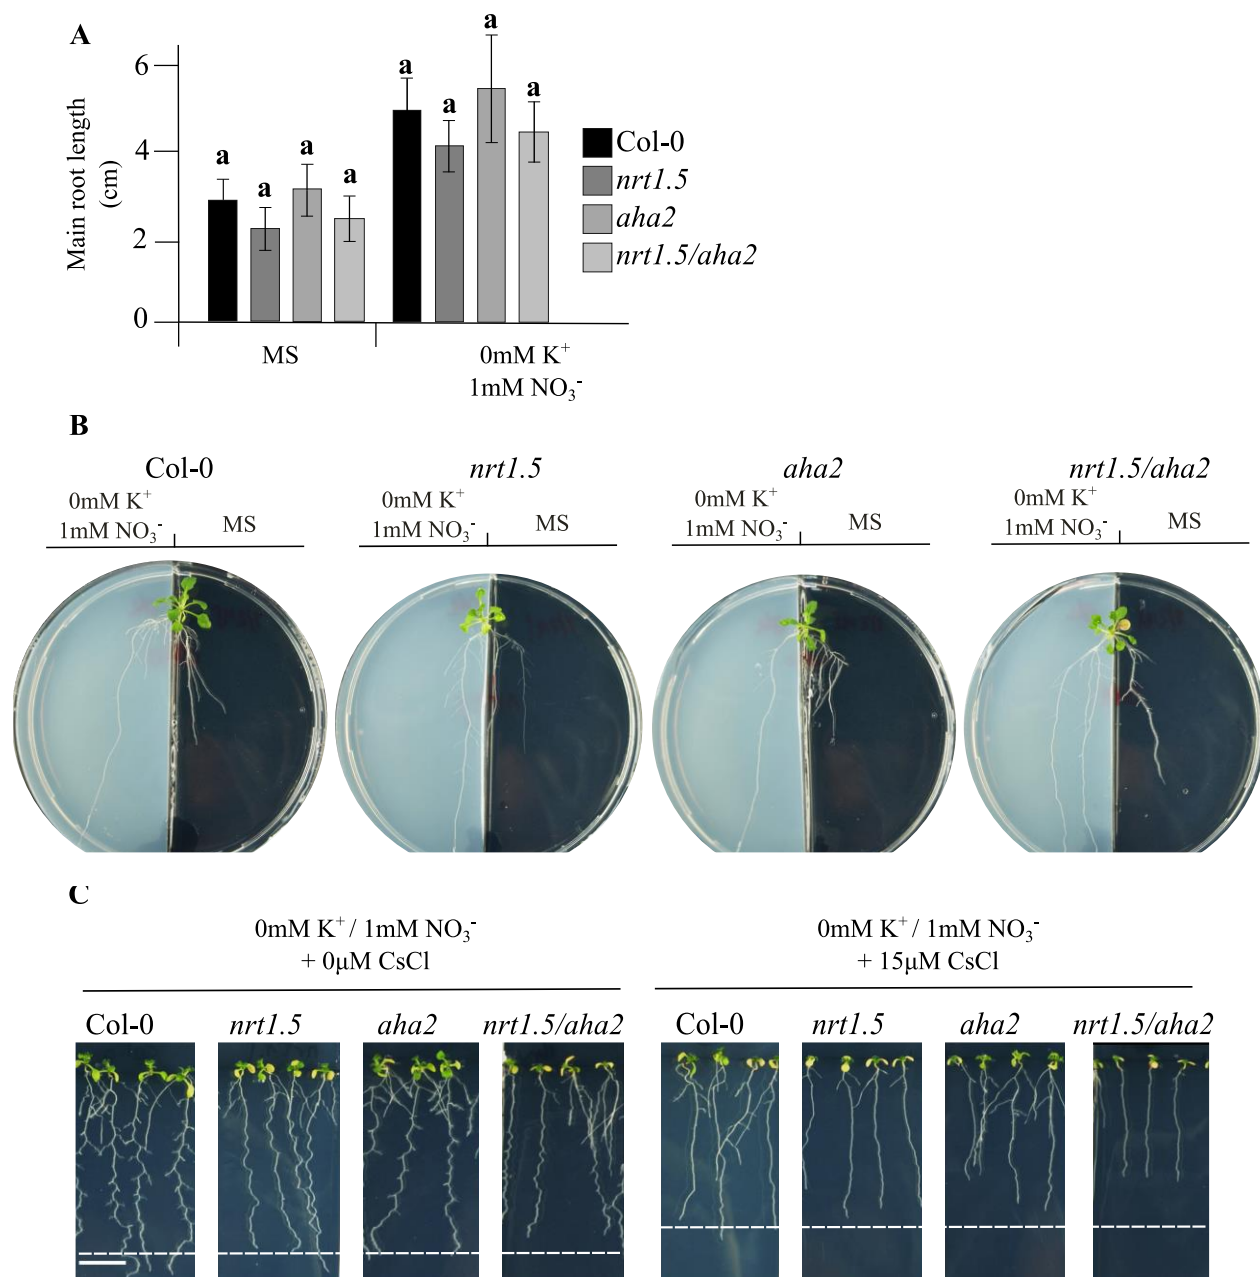 A
Main root length
(cm)
6
4
2
0
a
a
a
a
a
a
a
a
Col-0
nrt1.5
aha2
nrt1.5/aha2
MS
0mM K⁺
1mM NO₃⁻
B
Col-0
nrt1.5
aha2
nrt1.5/aha2
0mM K⁺
1mM NO₃⁻
MS
0mM K⁺
1mM NO₃⁻
MS
0mM K⁺
1mM NO₃⁻
MS
0mM K⁺
1mM NO₃⁻
MS
C
0mM K⁺ / 1mM NO₃⁻
+ 0μM CsCl
0mM K⁺ / 1mM NO₃⁻
+ 15μM CsCl
Col-0
nrt1.5
aha2
nrt1.5/aha2
Col-0
nrt1.5
aha2
nrt1.5/aha2